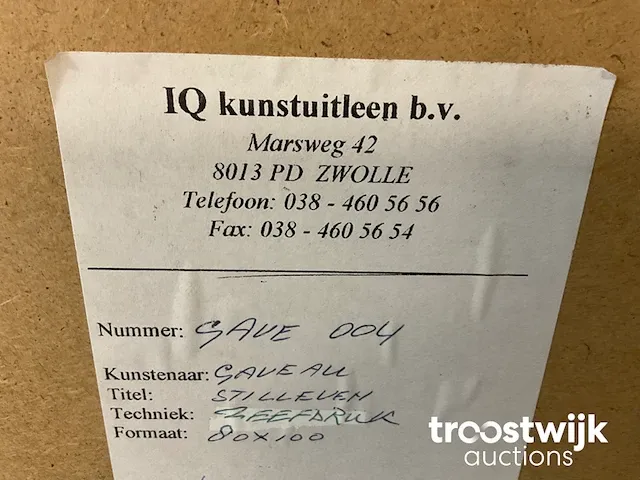 IQ kunstuitleen b.v.
Marsweg 42
8013 PD ZWOLLE
Telefoon: 038 - 460 56 56
Fax: 038 - 460 56 54
Nummer: GAVE 004
Kunstenaar: GAVEAU
Titel: STILLEVEN
Techniek: ZEEFDRUK
Formaat: 80x100
troostwijk
auctions